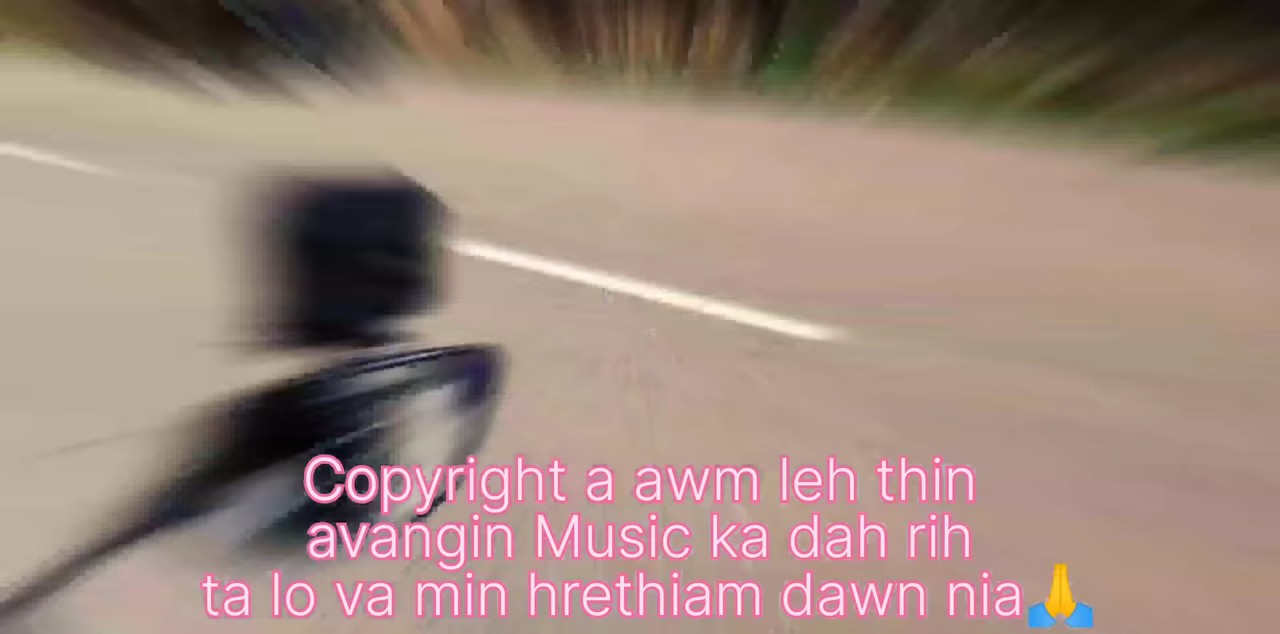 Copyright a awm leh thin
avangin Music ka dah rih
ta lo va min hrethiam dawn nia🙏